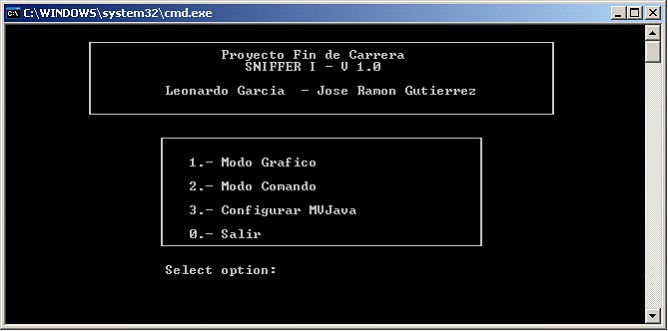 C:\WINDOWS\system32\cmd.exe
Proyecto Fin de Carrera
SNIFFER I - V 1.0
Leonardo Garcia - Jose Ramon Gutierrez
1.- Modo Grafico
2.- Modo Comando
3.- Configurar MVJava
0.- Salir
Select option: